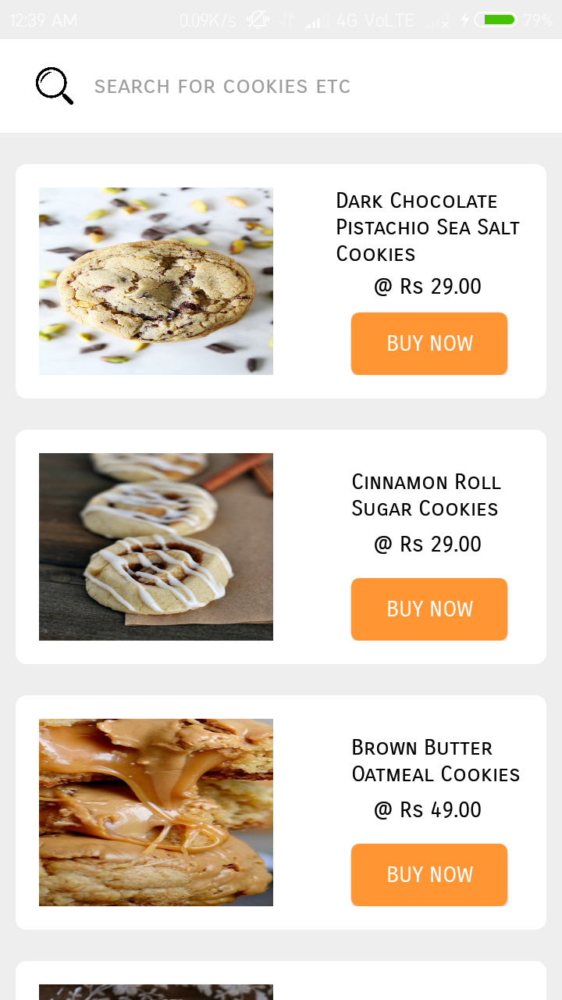 12:39 AM 0.09K/s 4G VoLTE 79%
SEARCH FOR COOKIES ETC
Dark Chocolate
Pistachio Sea Salt
Cookies
@ Rs 29.00
BUY NOW
Cinnamon Roll
Sugar Cookies
@ Rs 29.00
BUY NOW
Brown Butter
Oatmeal Cookies
@ Rs 49.00
BUY NOW